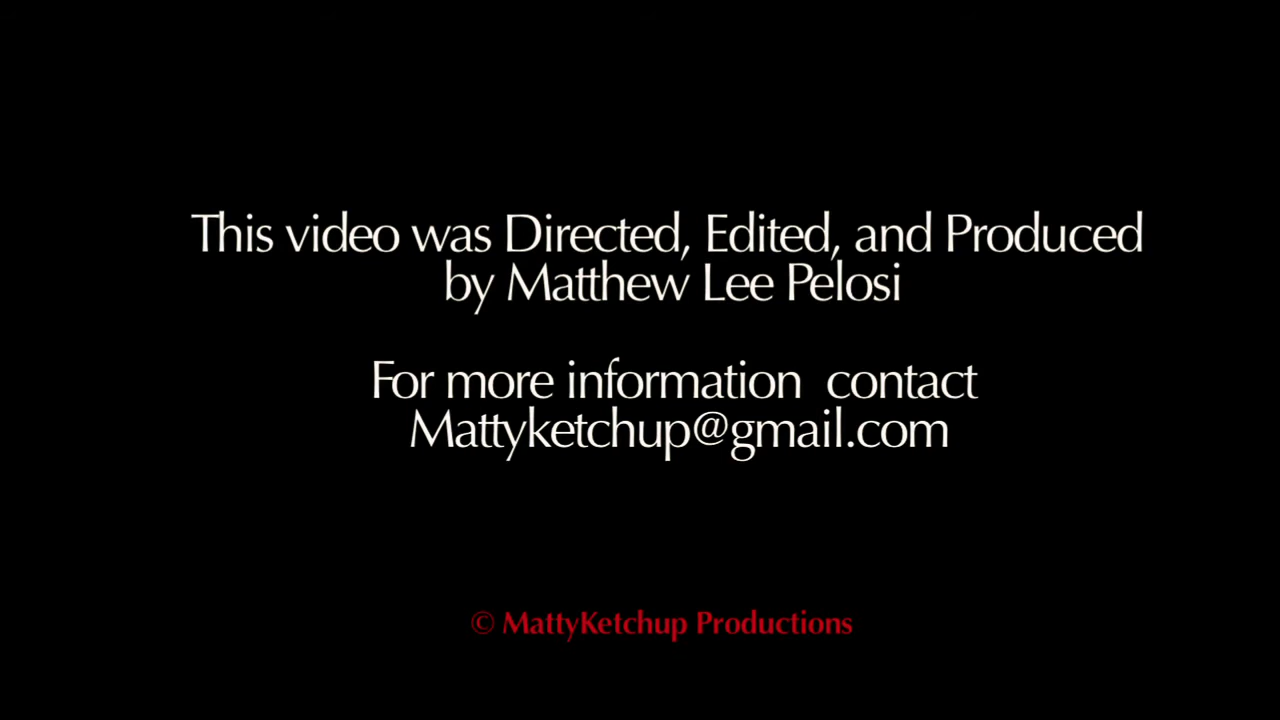 This video was Directed, Edited, and Produced
by Matthew Lee Pelosi
For more information  contact
Mattyketchup@gmail.com
© MattyKetchup Productions